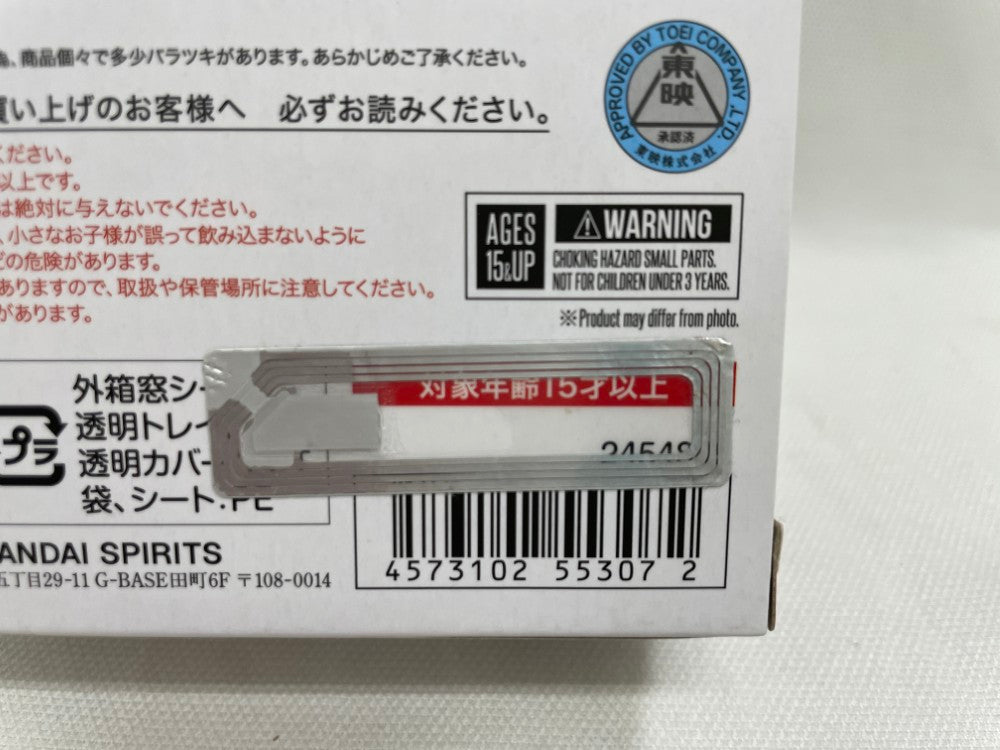 、商品個々で多少バラツキがあります。あらかじめご了承ください。
買い上げのお客様へ 必ずお読みください。
ください。
以上です。
は絶対に与えないでください。
、小さなお子様が誤って飲み込まないように
どの危険があります。
ありますので、取扱や保管場所に注意してください。
があります。
APPROVED BY TOEI COMPANY, LTD.
東映
承認済
東映株式会社
AGES
15&UP
WARNING
CHOKING HAZARD SMALL PARTS.
NOT FOR CHILDREN UNDER 3 YEARS.
※Product may differ from photo.
プラ
外箱窓シー
透明トレー
透明カバー
袋、シート:PE
対象年齢15才以上
24548
ANDAI SPIRITS
五丁目29-11 G-BASE田町6F 〒108-0014
4573102 55307 2